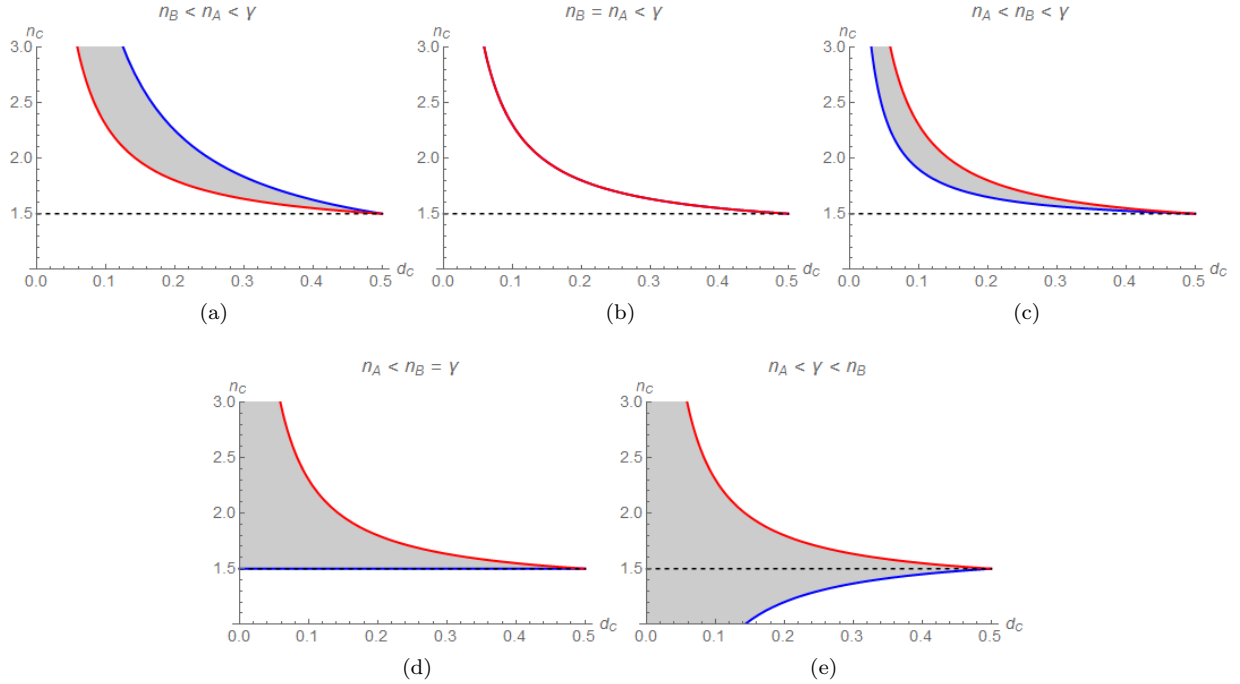 n_B < n_A < γ
n_B = n_A < γ
n_A < n_B < γ
n_C
3.0
2.5
2.0
1.5
0.0 0.1 0.2 0.3 0.4 0.5
d_C
n_C
3.0
2.5
2.0
1.5
0.0 0.1 0.2 0.3 0.4 0.5
d_C
n_C
3.0
2.5
2.0
1.5
0.0 0.1 0.2 0.3 0.4 0.5
d_C
(a)
(b)
(c)
n_A < n_B = γ
n_A < γ < n_B
n_C
3.0
2.5
2.0
1.5
0.0 0.1 0.2 0.3 0.4 0.5
d_C
n_C
3.0
2.5
2.0
1.5
0.0 0.1 0.2 0.3 0.4 0.5
d_C
(d)
(e)